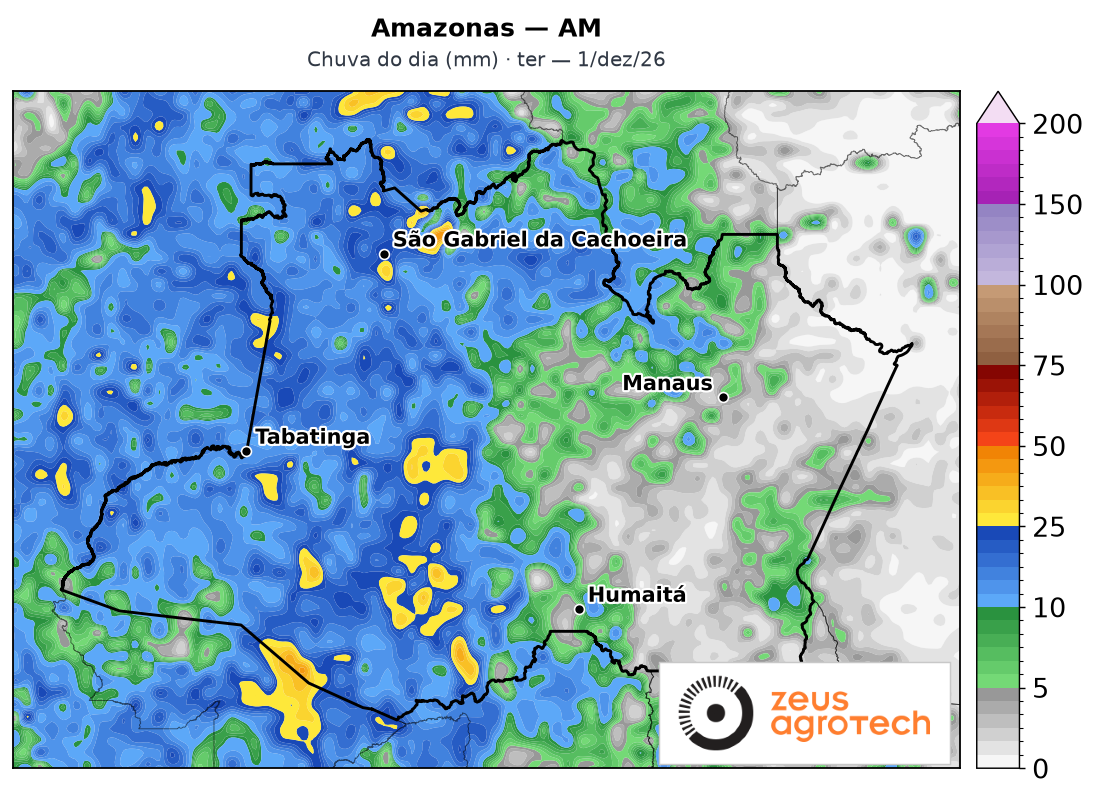 Amazonas — AM
Chuva do dia (mm) · ter — 1/dez/26
200
150
100
75
50
25
10
5
0
São Gabriel da Cachoeira
Manaus
Tabatinga
Humaitá
zeus
agrotech